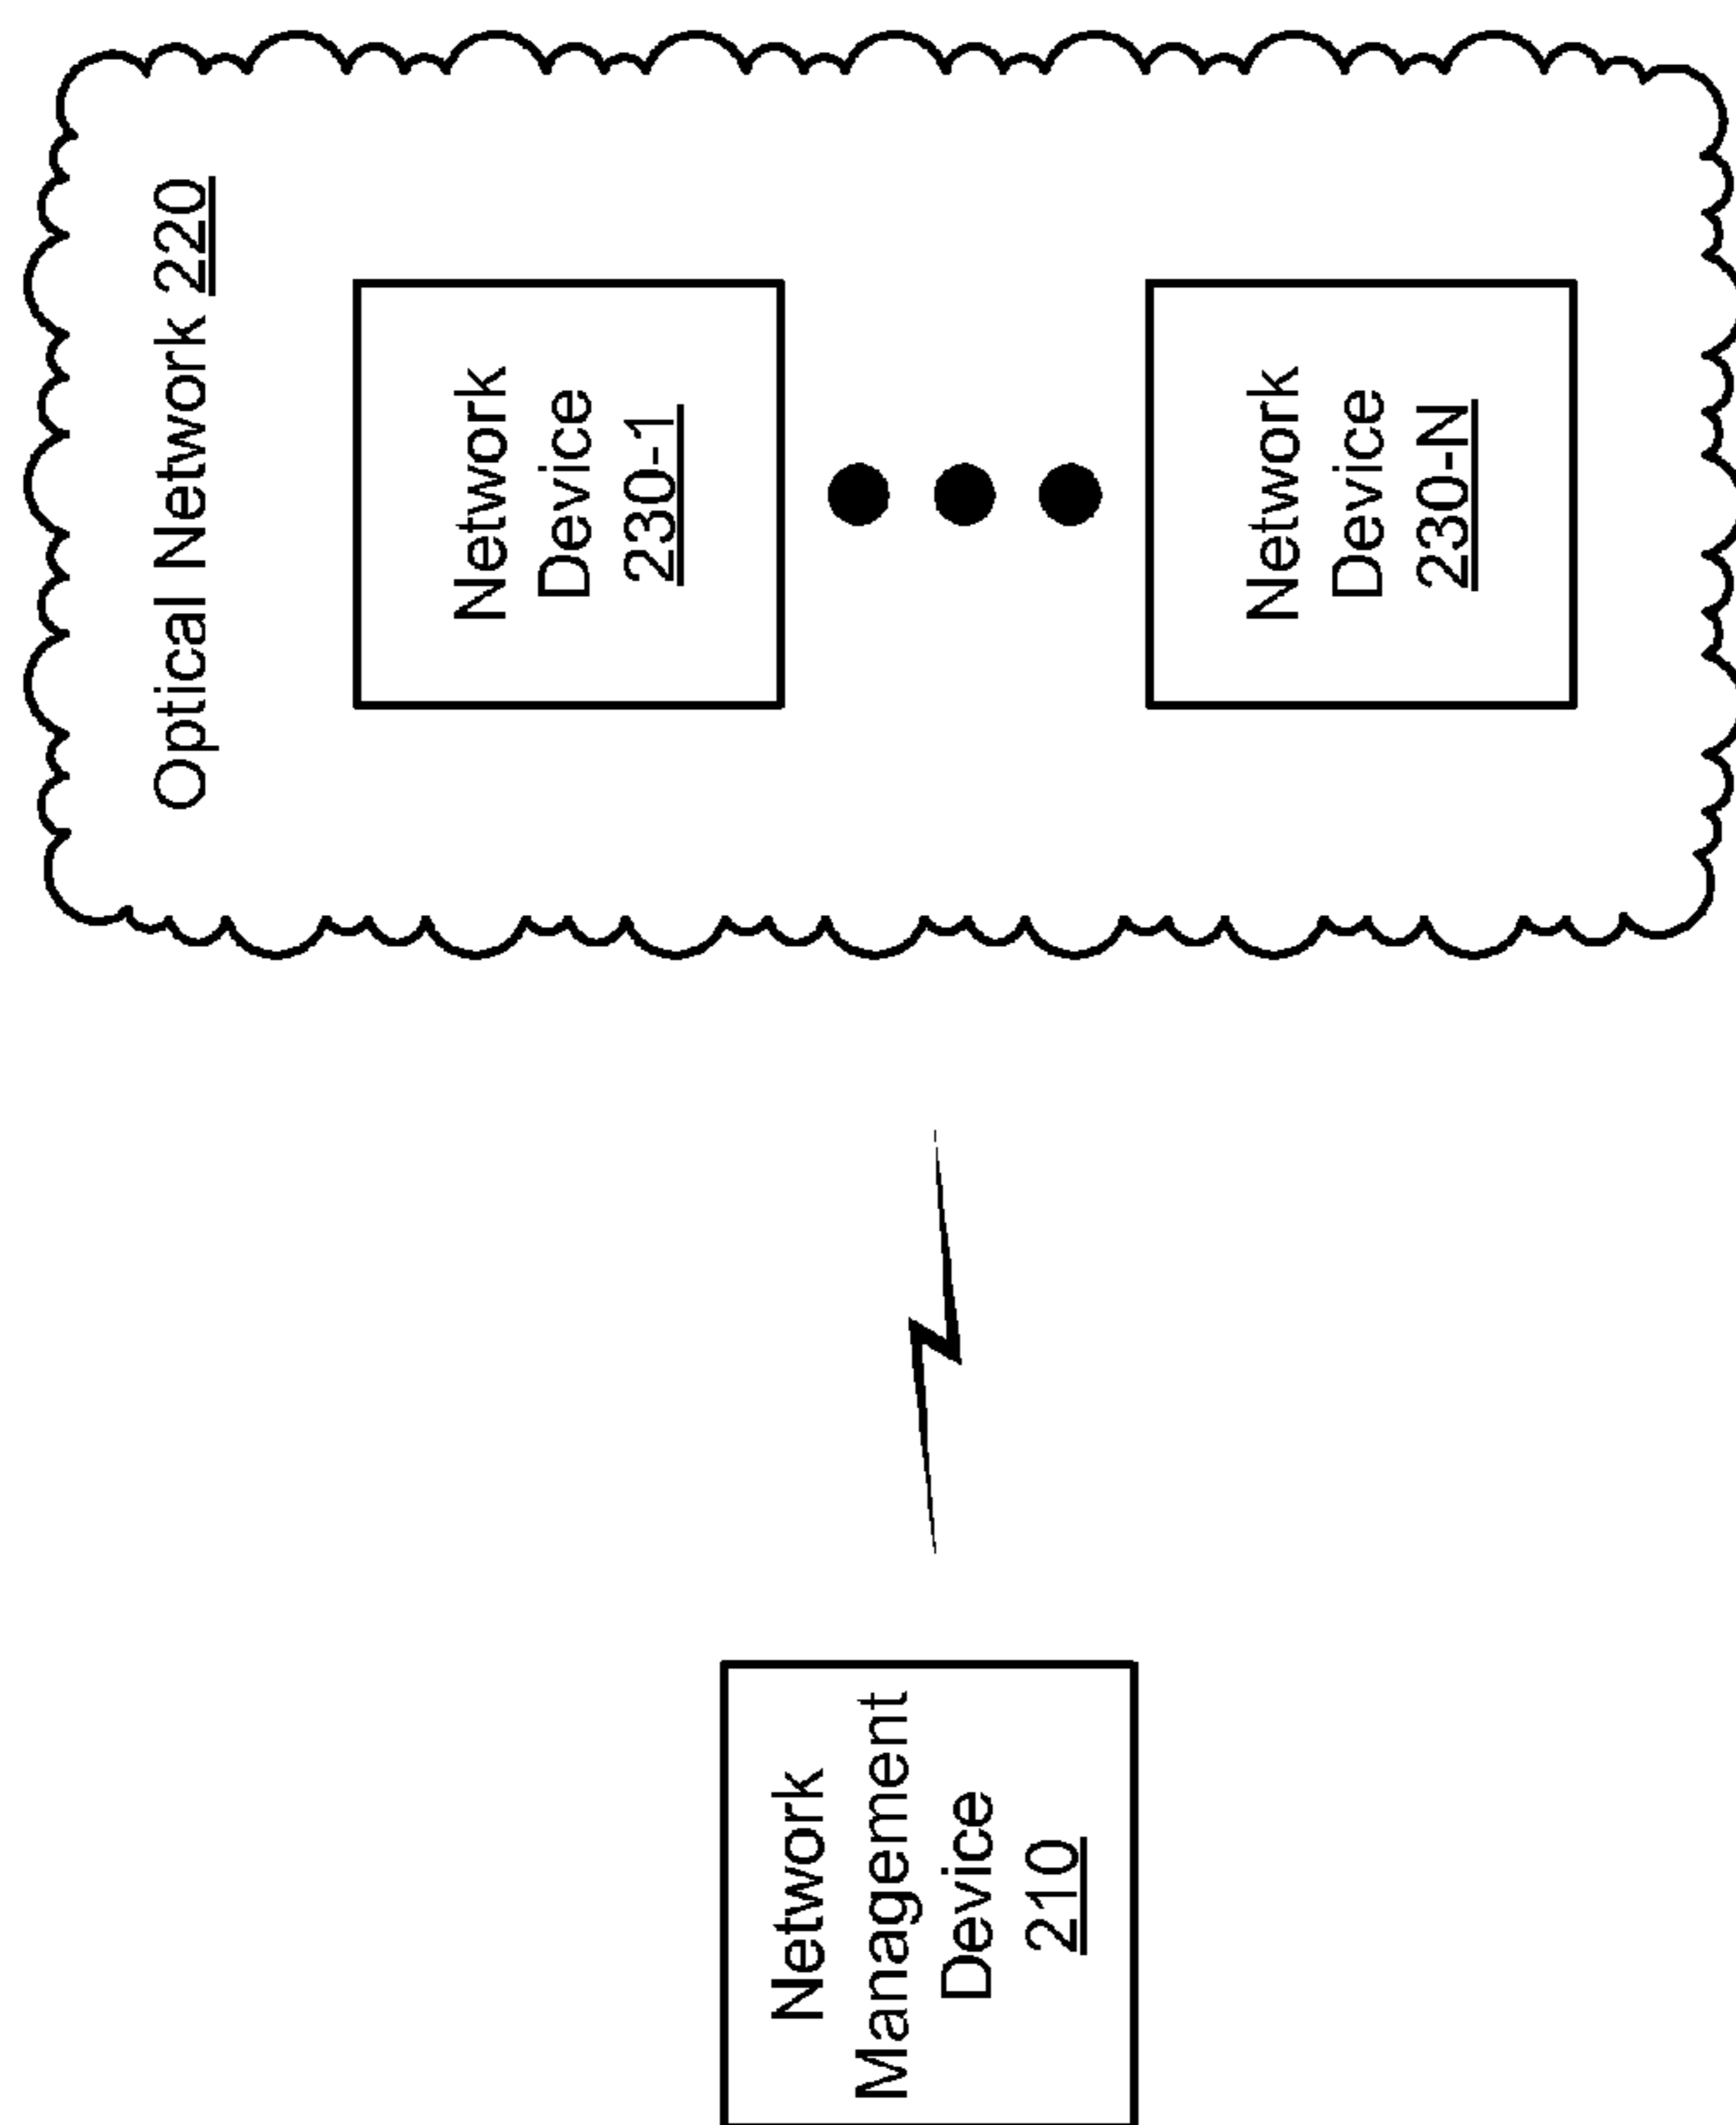 Network
Management
Device
210
Optical Network 220
Network
Device
230-1
Network
Device
230-N